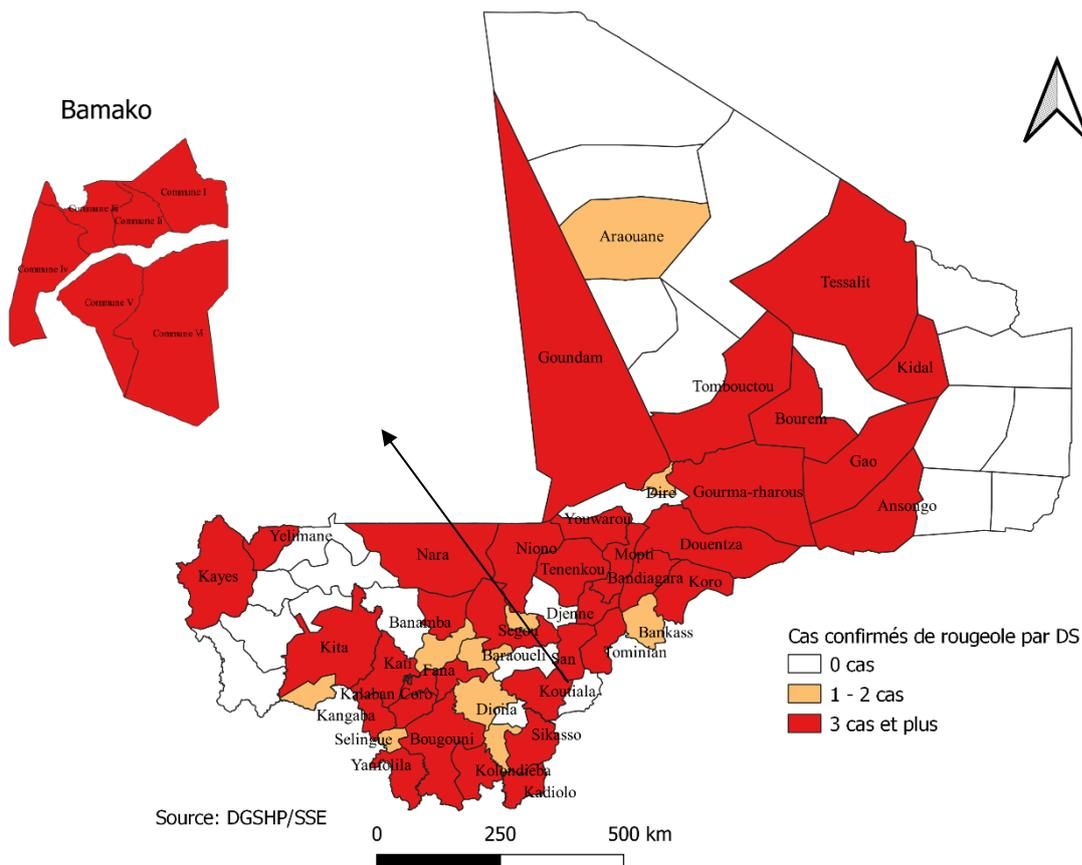 Bamako
Commune I
Commune Iii
Commune Ii
Commune Iv
Commune V
Commune Vi
Araouane
Tessalit
Goundam
Kidal
Tombouctou
Bourem
Gao
Dire
Gourma-rharous
Ansongo
Youwarou
Yelimane
Nara
Niono
Mopti
Douentza
Kayes
Tenenkou
Bandiagara
Koro
Banamba
Djenne
Segou
Bankass
Kita
Baraoueli
San
Tominian
Kati
Fana
Kalaban Coro
Koutiala
Kangaba
Dioila
Selingue
Bougouni
Sikasso
Yanfolila
Kolondieba
Kadiolo
Cas confirmés de rougeole par DS
0 cas
1 - 2 cas
3 cas et plus
Source: DGSHP/SSE
0 250 500 km